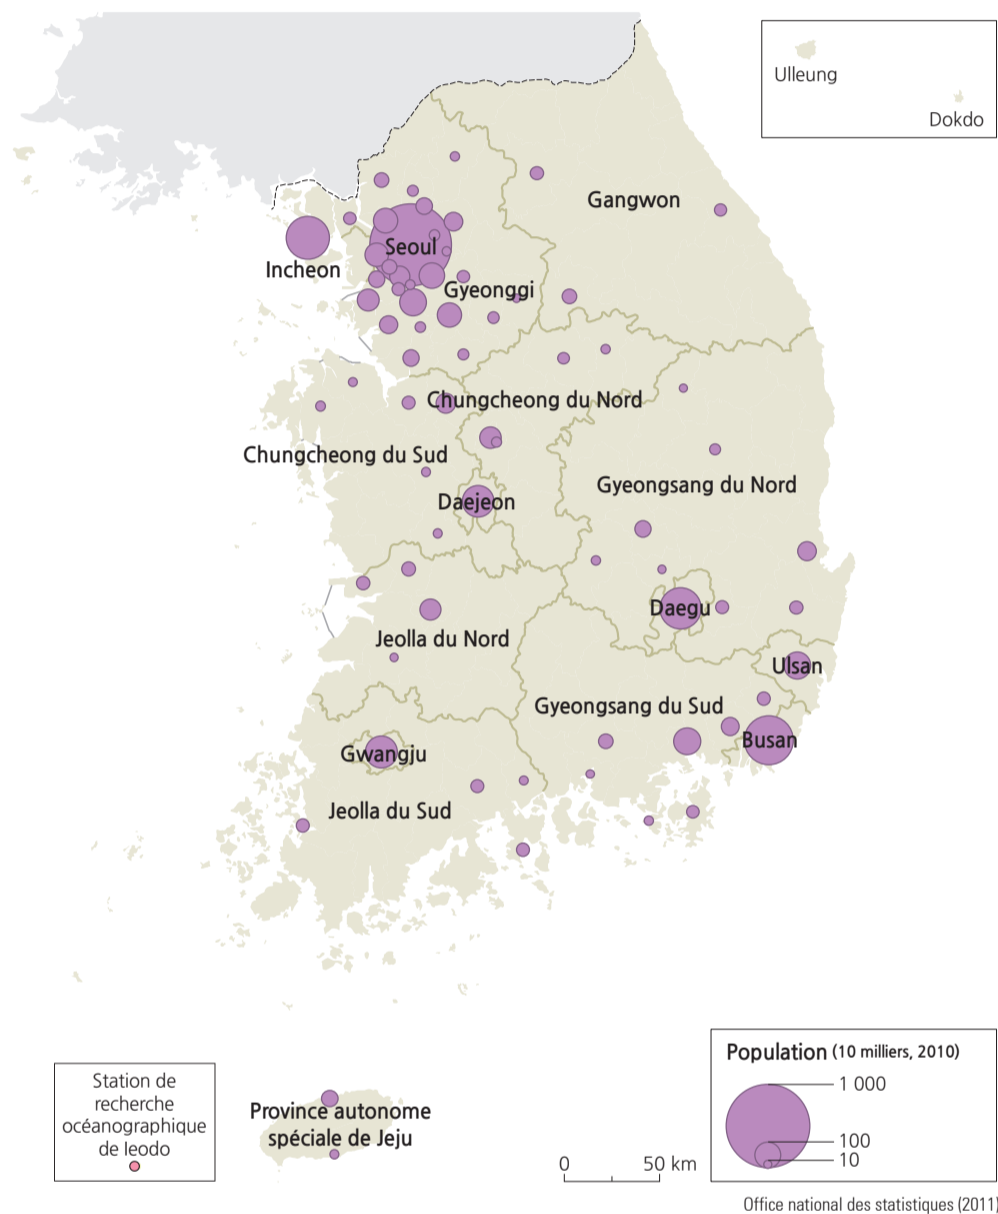 Ulleung
Dokdo
Gangwon
Seoul
Incheon
Gyeonggi
Chungcheong du Nord
Chungcheong du Sud
Gyeongsang du Nord
Daejeon
Daegu
Jeolla du Nord
Ulsan
Gyeongsang du Sud
Busan
Gwangju
Jeolla du Sud
Population (10 milliers, 2010)
1 000
100
10
Station de
recherche
océanographique
de Ieodo
Province autonome
spéciale de Jeju
0 50 km
Office national des statistiques (2011)